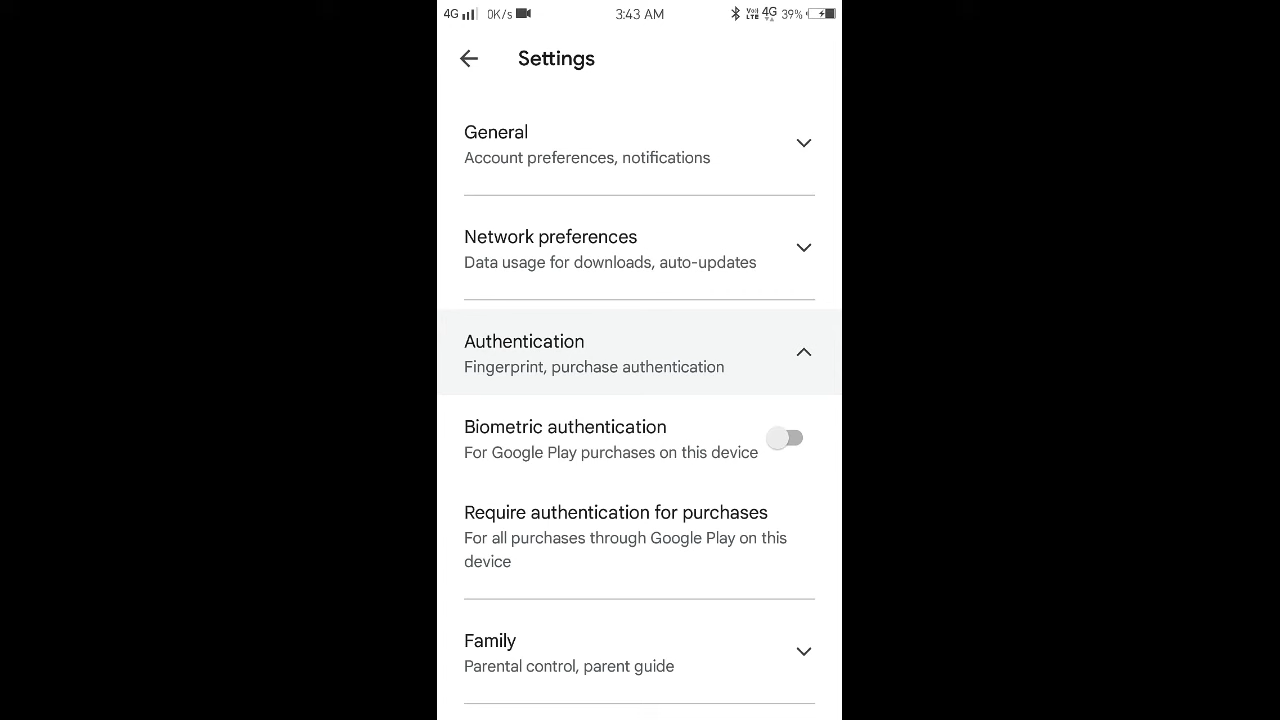 4G 0K/s 3:43 AM Vo) LTE 4G 39%
Settings
General
Account preferences, notifications
Network preferences
Data usage for downloads, auto-updates
Authentication
Fingerprint, purchase authentication
Biometric authentication
For Google Play purchases on this device
Require authentication for purchases
For all purchases through Google Play on this
device
Family
Parental control, parent guide